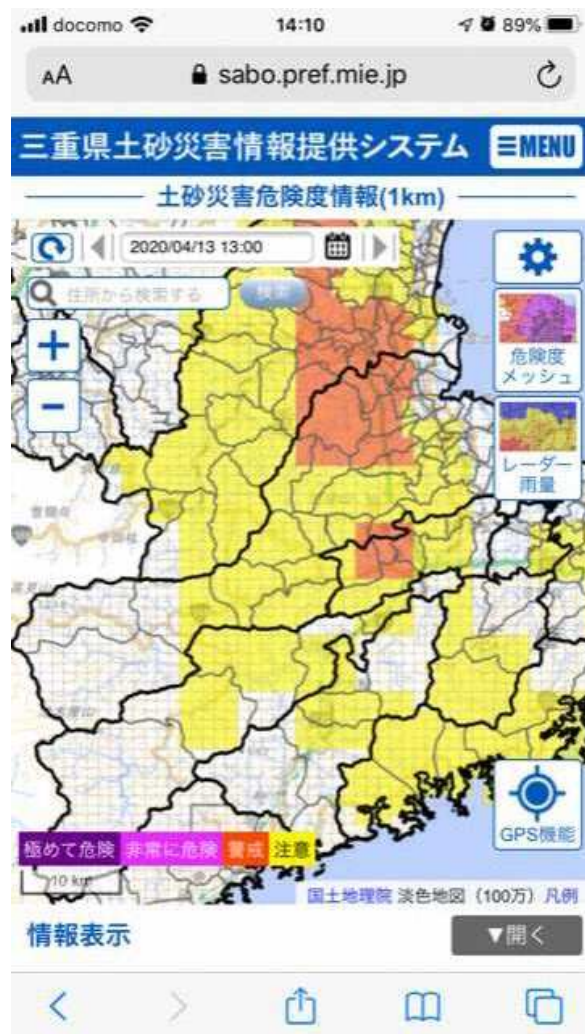 docomo 14:10 89%
AA sabo.pref.mie.jp
三重県土砂災害情報提供システム ≡MENU
土砂災害危険度情報(1km)
2020/04/13 13:00
住所から検索する 検索
危険度
メッシュ
レーダー
雨量
GPS機能
極めて危険 非常に危険 警戒 注意
10 km
国土地理院 淡色地図（100万）凡例
情報表示 ▼開く